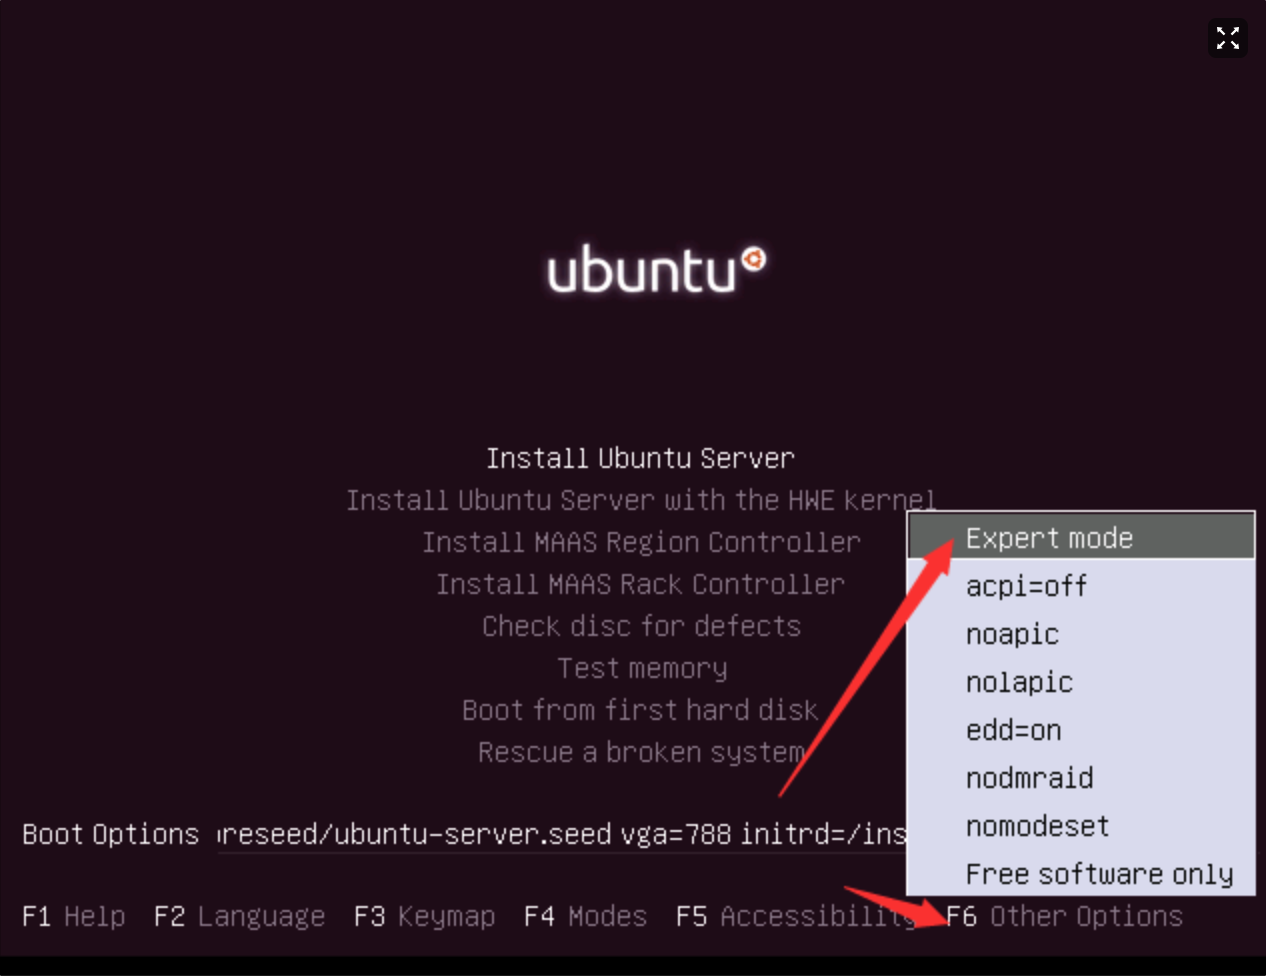 ubuntu
Install Ubuntu Server
Install Ubuntu Server with the HWE kernel
Install MAAS Region Controller
Install MAAS Rack Controller
Check disc for defects
Test memory
Boot from first hard disk
Rescue a broken system
Expert mode
acpi=off
noapic
nolapic
edd=on
nodmraid
nomodeset
Free software only
Boot Options reseed/ubuntu-server.seed vga=788 initrd=/ins
F1 Help F2 Language F3 Keymap F4 Modes F5 Accessibility F6 Other Options